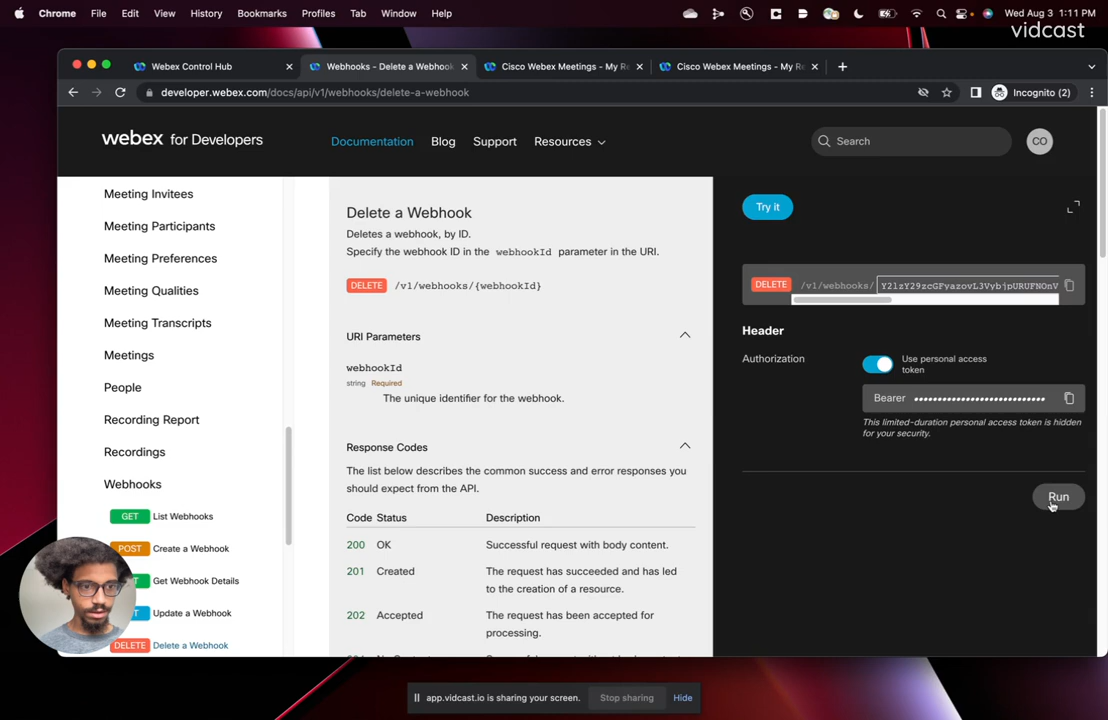 Chrome File Edit View History Bookmarks Profiles Tab Window Help Wed Aug 3 1:11 PM
vidcast
Webex Control Hub Webhooks - Delete a Webhook Cisco Webex Meetings - My Re Cisco Webex Meetings - My Re
developer.webex.com/docs/api/v1/webhooks/delete-a-webhook Incognito (2)
webex for Developers Documentation Blog Support Resources Search CO
Meeting Invitees
Meeting Participants
Meeting Preferences
Meeting Qualities
Meeting Transcripts
Meetings
People
Recording Report
Recordings
Webhooks
GET List Webhooks
POST Create a Webhook
Get Webhook Details
Update a Webhook
DELETE Delete a Webhook
Delete a Webhook
Deletes a webhook, by ID.
Specify the webhook ID in the webhookId parameter in the URI.
DELETE /v1/webhooks/{webhookId}
URI Parameters
webhookId
string Required
The unique identifier for the webhook.
Response Codes
The list below describes the common success and error responses you
should expect from the API.
Code Status Description
200 OK Successful request with body content.
201 Created The request has succeeded and has led
to the creation of a resource.
202 Accepted The request has been accepted for
processing.
Try it
DELETE /v1/webhooks/
Header
Authorization Use personal access
token
Bearer ••••••••••••••••••••••••••••
This limited-duration personal access token is hidden
for your security.
Run
app.vidcast.io is sharing your screen. Stop sharing Hide